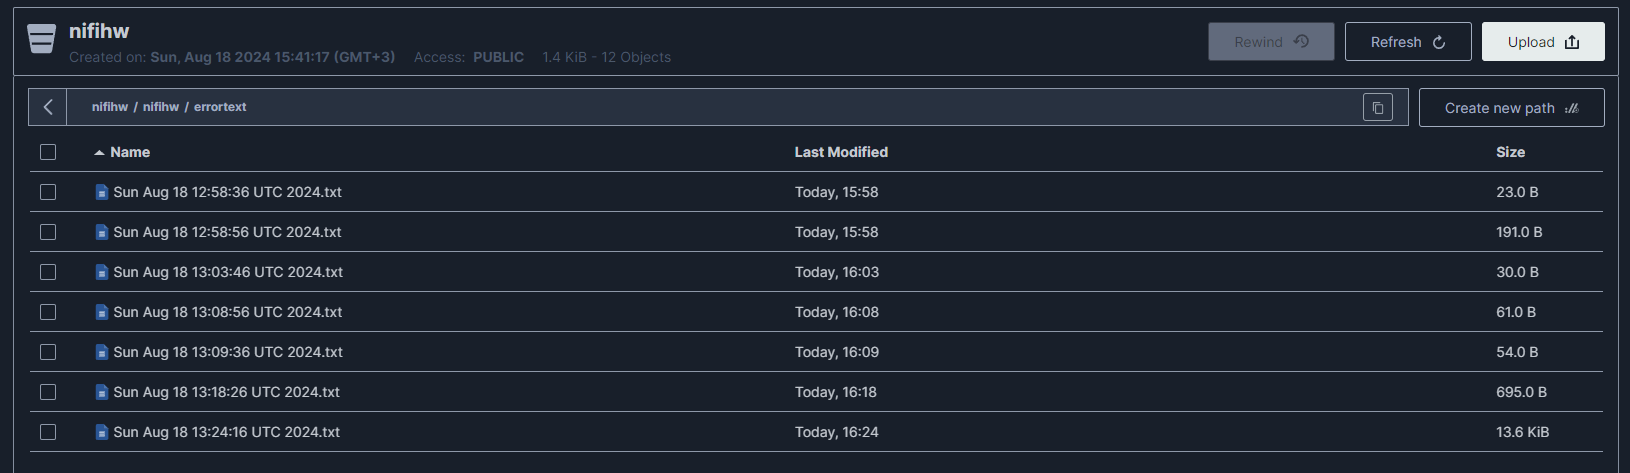 nifihw
Created on: Sun, Aug 18 2024 15:41:17 (GMT+3) Access: PUBLIC 1.4 KiB - 12 Objects
Rewind Refresh Upload
nifihw / nifihw / errortext
Create new path
Name Last Modified Size
Sun Aug 18 12:58:36 UTC 2024.txt Today, 15:58 23.0 B
Sun Aug 18 12:58:56 UTC 2024.txt Today, 15:58 191.0 B
Sun Aug 18 13:03:46 UTC 2024.txt Today, 16:03 30.0 B
Sun Aug 18 13:08:56 UTC 2024.txt Today, 16:08 61.0 B
Sun Aug 18 13:09:36 UTC 2024.txt Today, 16:09 54.0 B
Sun Aug 18 13:18:26 UTC 2024.txt Today, 16:18 695.0 B
Sun Aug 18 13:24:16 UTC 2024.txt Today, 16:24 13.6 KiB